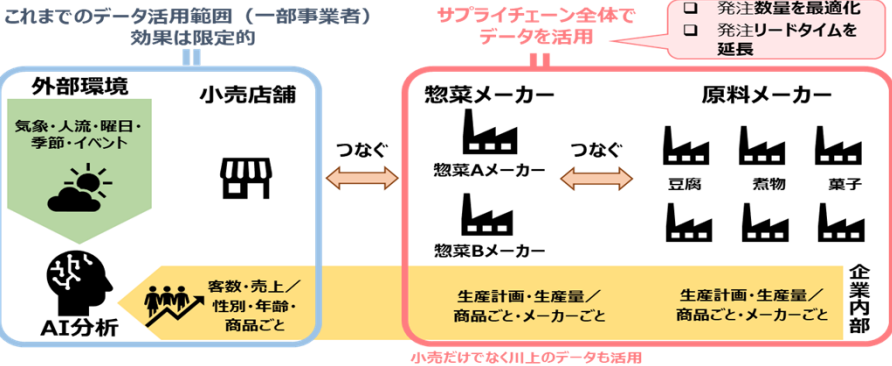 これまでのデータ活用範囲（一部事業者）
効果は限定的
サプライチェーン全体で
データを活用
❑ 発注数量を最適化
❑ 発注リードタイムを
延長
外部環境
小売店舗
惣菜メーカー
原料メーカー
気象・人流・曜日・
季節・イベント
つなぐ
惣菜Aメーカー
つなぐ
豆腐
煮物
菓子
惣菜Bメーカー
AI分析
客数・売上／
性別・年齢・
商品ごと
生産計画・生産量／
商品ごと・メーカーごと
生産計画・生産量／
商品ごと・メーカーごと
企業内部
小売だけでなく川上のデータも活用